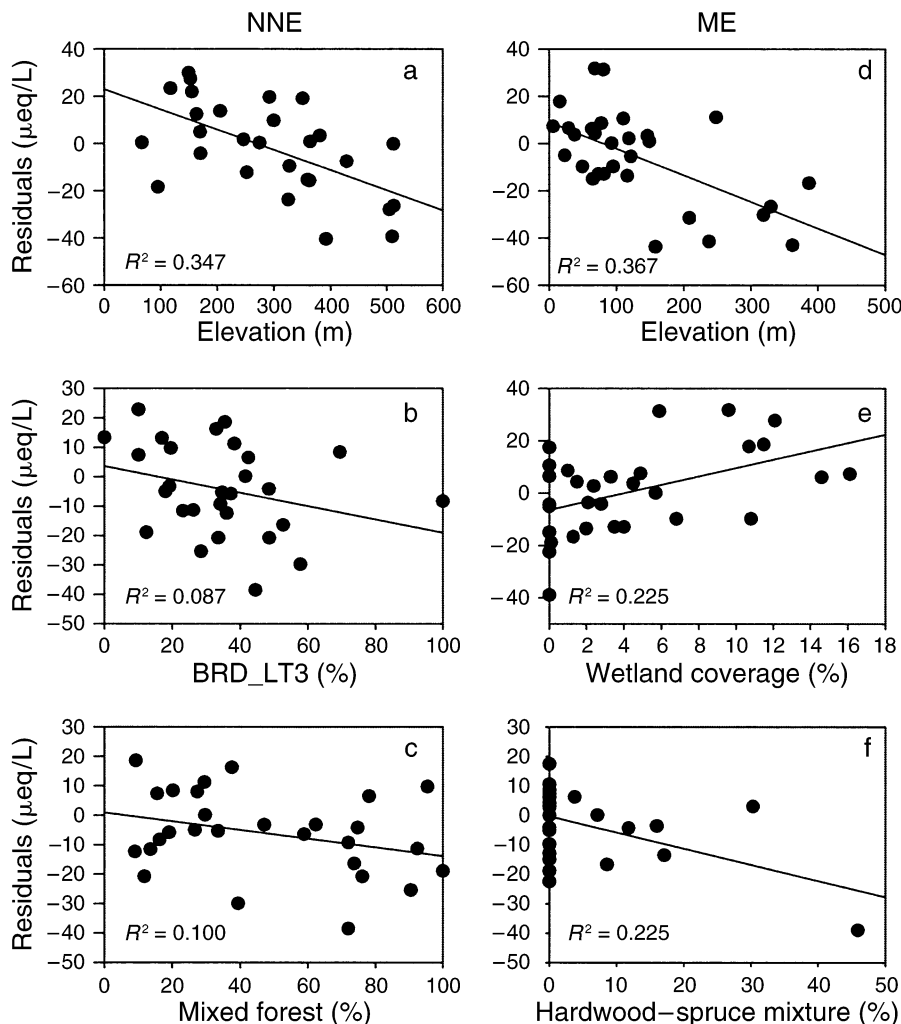 NNE
ME
40
20
0
−20
−40
−60
Residuals (μeq/L)
a
R² = 0.347
0 100 200 300 400 500 600
Elevation (m)
40
20
0
−20
−40
−60
d
R² = 0.367
0 100 200 300 400 500
Elevation (m)
30
20
10
0
−10
−20
−30
−40
−50
Residuals (μeq/L)
b
R² = 0.087
0 20 40 60 80 100
BRD_LT3 (%)
40
20
0
−20
−40
e
R² = 0.225
0 2 4 6 8 10 12 14 16 18
Wetland coverage (%)
30
20
10
0
−10
−20
−30
−40
−50
Residuals (μeq/L)
c
R² = 0.100
0 20 40 60 80 100
Mixed forest (%)
30
20
10
0
−10
−20
−30
−40
−50
f
R² = 0.225
0 10 20 30 40 50
Hardwood−spruce mixture (%)